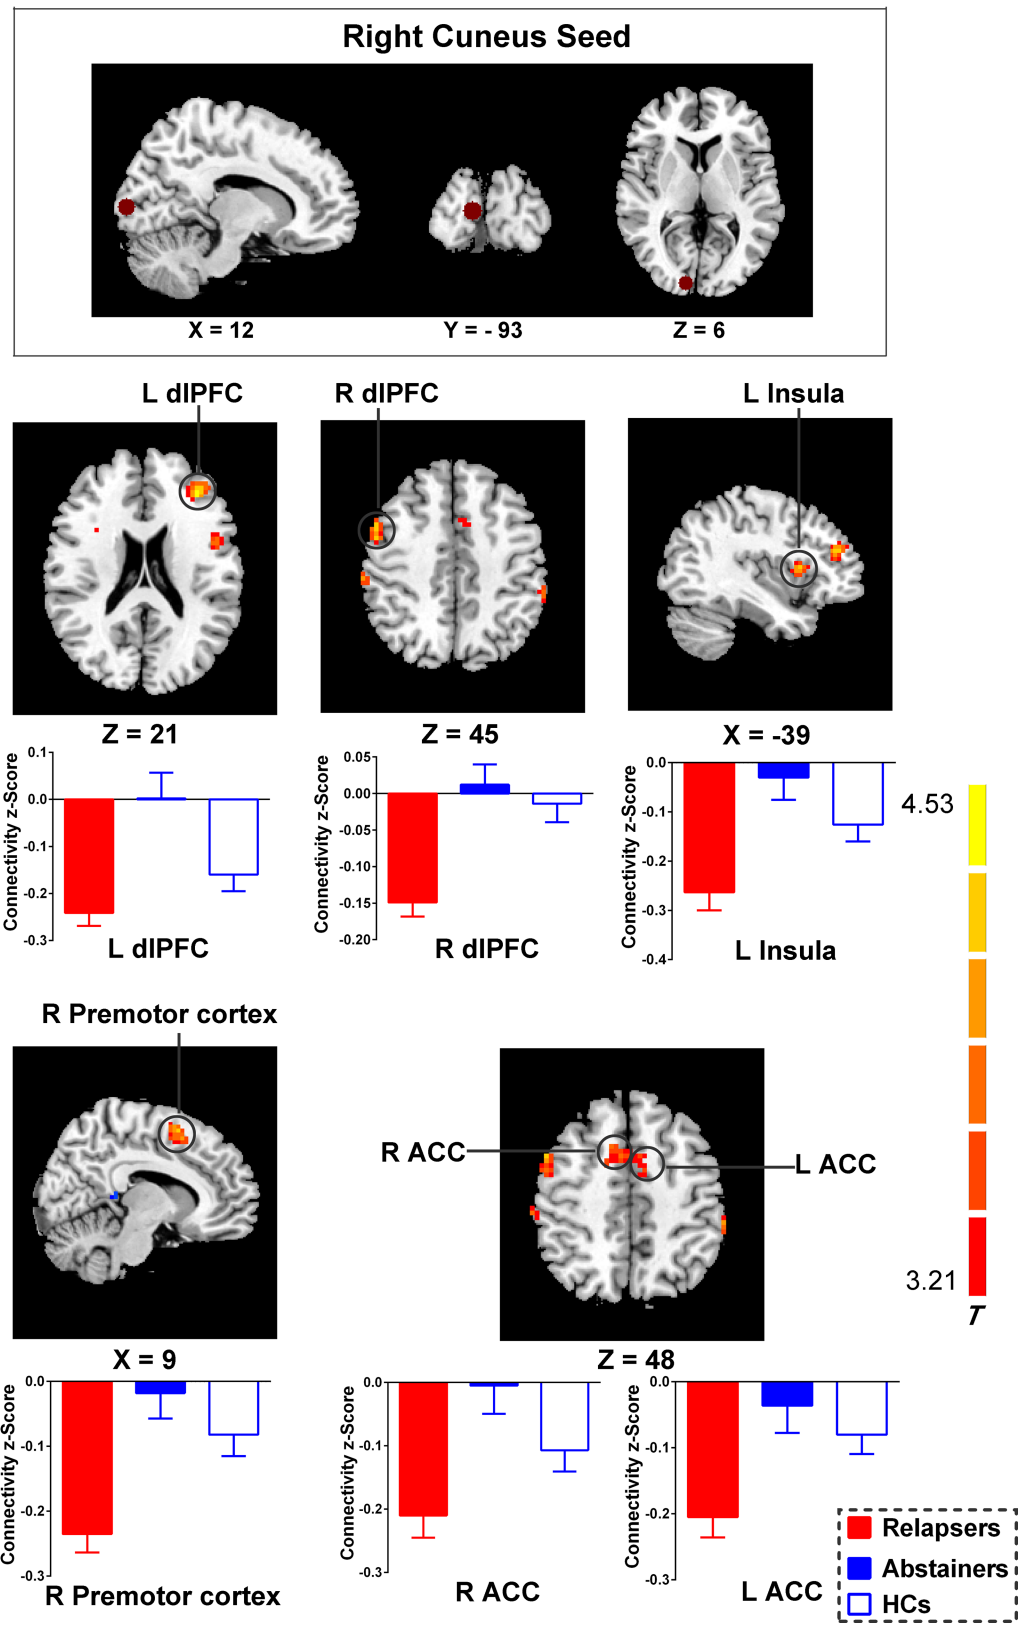 Right Cuneus Seed
X = 12
Y = - 93
Z = 6
L dlPFC
R dlPFC
L Insula
Z = 21
Z = 45
X = -39
Connectivity z-Score
0.1
0.0
-0.1
-0.2
-0.3
L dlPFC
Connectivity z-Score
0.05
0.00
-0.05
-0.10
-0.15
-0.20
R dlPFC
Connectivity z-Score
0.0
-0.1
-0.2
-0.3
-0.4
L Insula
4.53
3.21
T
R Premotor cortex
R ACC
L ACC
X = 9
Z = 48
Connectivity z-Score
0.0
-0.1
-0.2
-0.3
R Premotor cortex
Connectivity z-Score
0.0
-0.1
-0.2
-0.3
R ACC
Connectivity z-Score
0.0
-0.1
-0.2
-0.3
L ACC
Relapsers
Abstainers
HCs